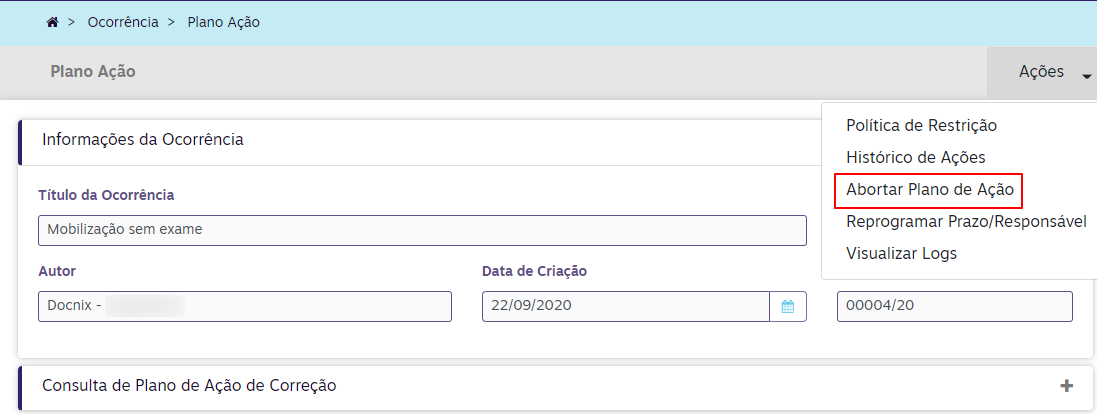 > Ocorrência > Plano Ação
Plano Ação
Ações
Política de Restrição
Histórico de Ações
Abortar Plano de Ação
Reprogramar Prazo/Responsável
Visualizar Logs
Informações da Ocorrência
Título da Ocorrência
Mobilização sem exame
Autor
Data de Criação
Docnix -
22/09/2020
00004/20
Consulta de Plano de Ação de Correção